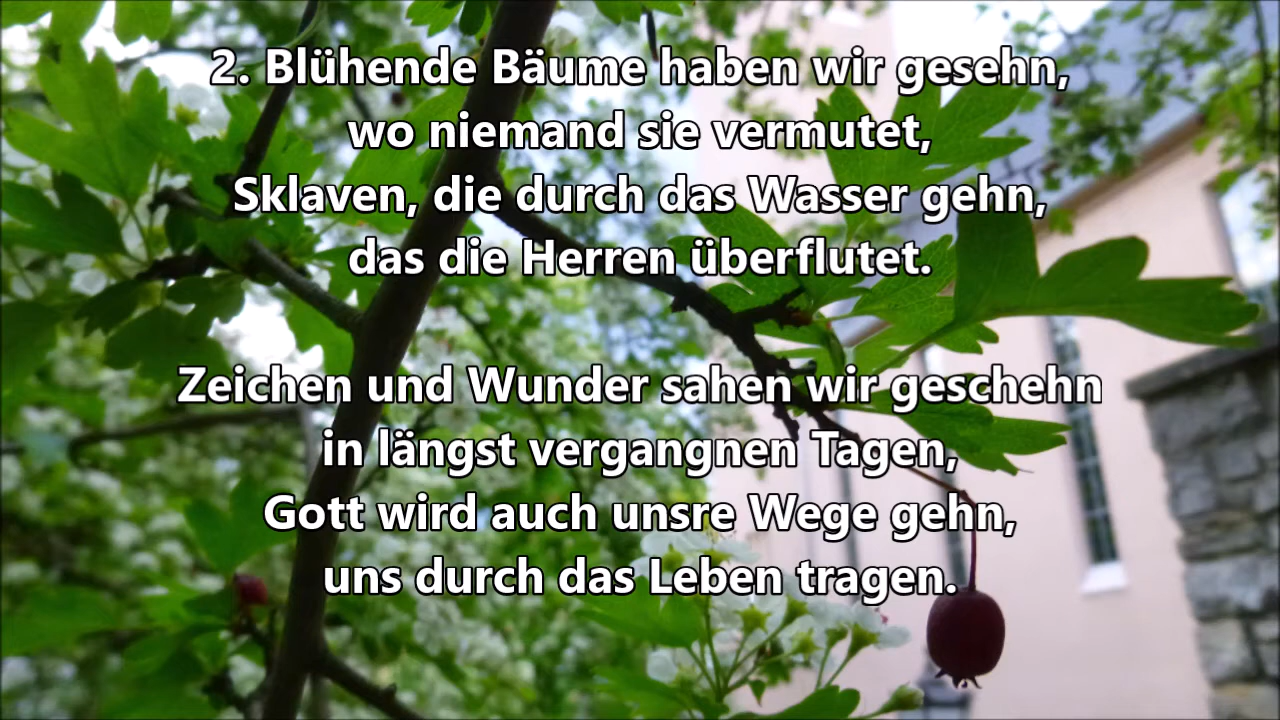 2. Blühende Bäume haben wir gesehn,
wo niemand sie vermutet,
Sklaven, die durch das Wasser gehn,
das die Herren überflutet.
Zeichen und Wunder sahen wir geschehn
in längst vergangnen Tagen,
Gott wird auch unsre Wege gehn,
uns durch das Leben tragen.